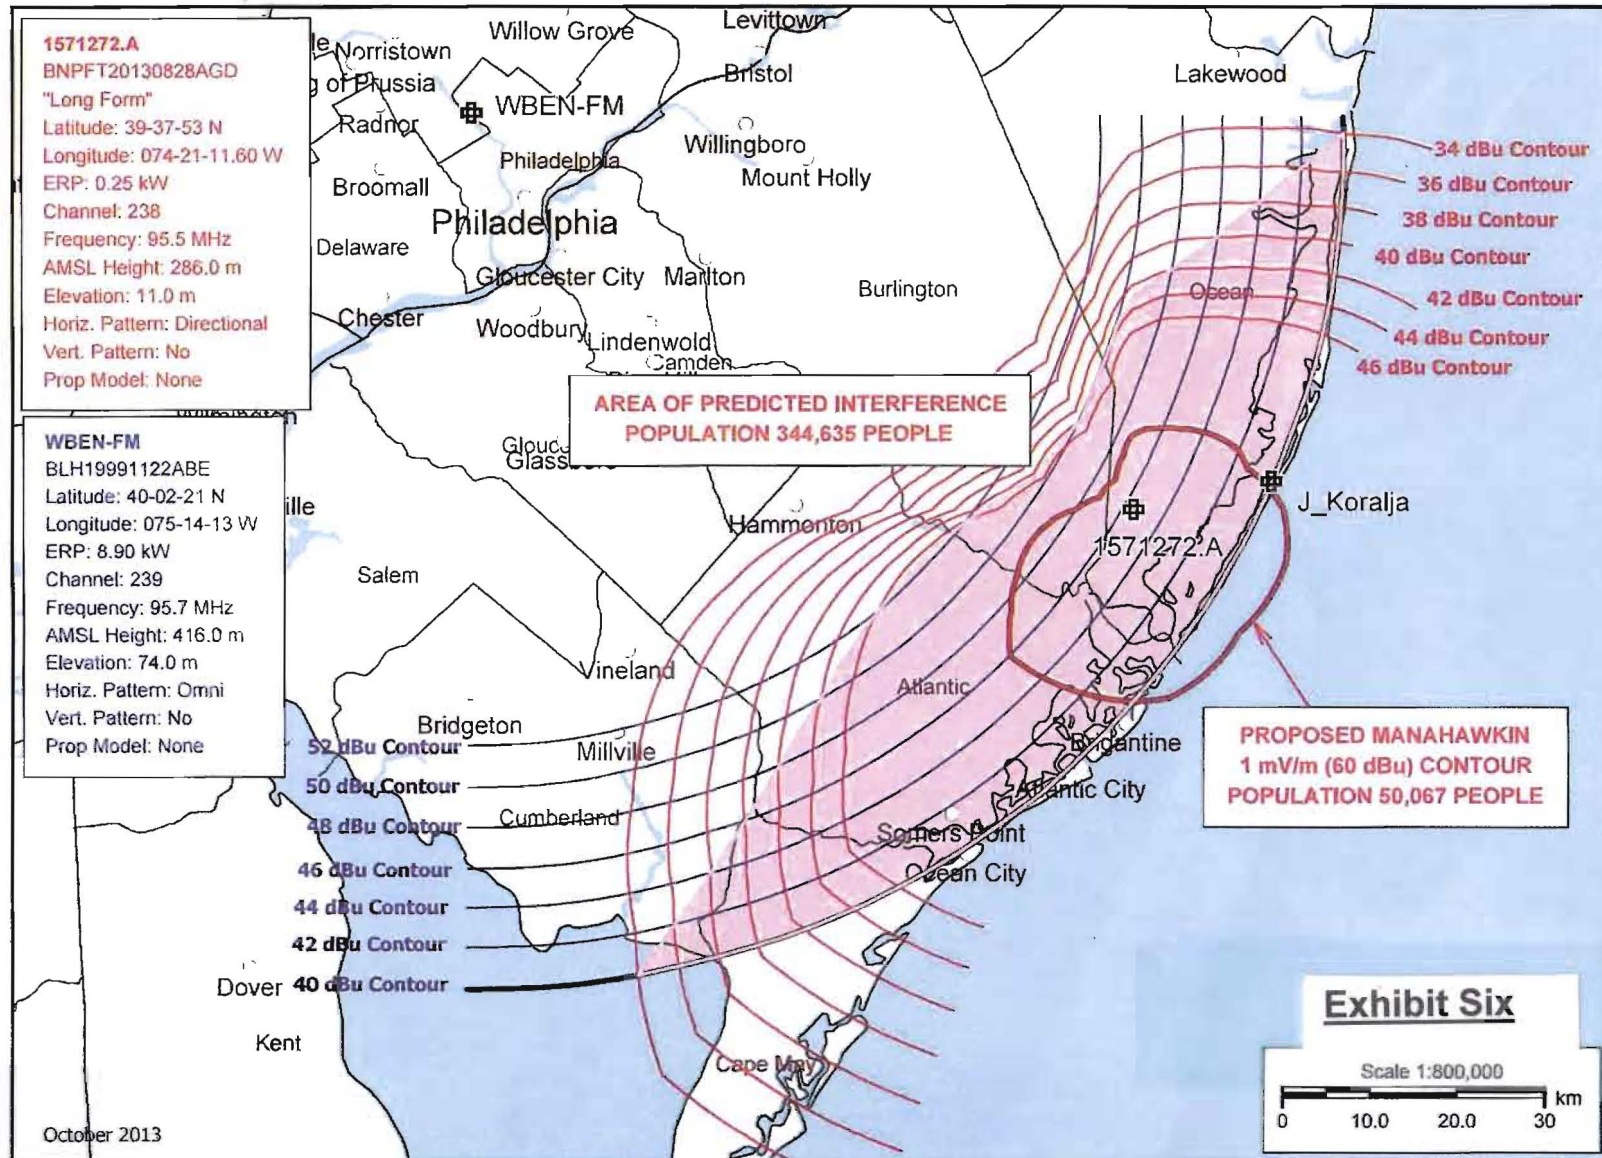 1571272.A
BNPFT20130828AGD
"Long Form"
Latitude: 39-37-53 N
Longitude: 074-21-11.60 W
ERP: 0.25 kW
Channel: 238
Frequency: 95.5 MHz
AMSL Height: 286.0 m
Elevation: 11.0 m
Horiz. Pattern: Directional
Vert. Pattern: No
Prop Model: None
WBEN-FM
BLH19991122ABE
Latitude: 40-02-21 N
Longitude: 075-14-13 W
ERP: 8.90 kW
Channel: 239
Frequency: 95.7 MHz
AMSL Height: 416.0 m
Elevation: 74.0 m
Horiz. Pattern: Omni
Vert. Pattern: No
Prop Model: None
Levittown
Willow Grove
Norristown
g of Prussia
Bristol
Lakewood
WBEN-FM
Radnor
Willingboro
Philadelphia
Mount Holly
Broomall
Philadelphia
Delaware
Gloucester City
Marlton
Burlington
Ocean
Chester
Woodbury
Lindenwold
Camden
Wilmington
34 dBu Contour
36 dBu Contour
38 dBu Contour
40 dBu Contour
42 dBu Contour
44 dBu Contour
46 dBu Contour
AREA OF PREDICTED INTERFERENCE
POPULATION 344,635 PEOPLE
ille
Hammonton
J_Koralja
1571272.A
Salem
Vineland
Atlantic
Bridgeton
Millville
Brigantine
Atlantic City
Cumberland
Somers Point
Ocean City
PROPOSED MANAHAWKIN
1 mV/m (60 dBu) CONTOUR
POPULATION 50,067 PEOPLE
52 dBu Contour
50 dBu Contour
48 dBu Contour
46 dBu Contour
44 dBu Contour
42 dBu Contour
40 dBu Contour
Dover
Kent
Cape May
Exhibit Six
Scale 1:800,000
km
0 10.0 20.0 30
October 2013